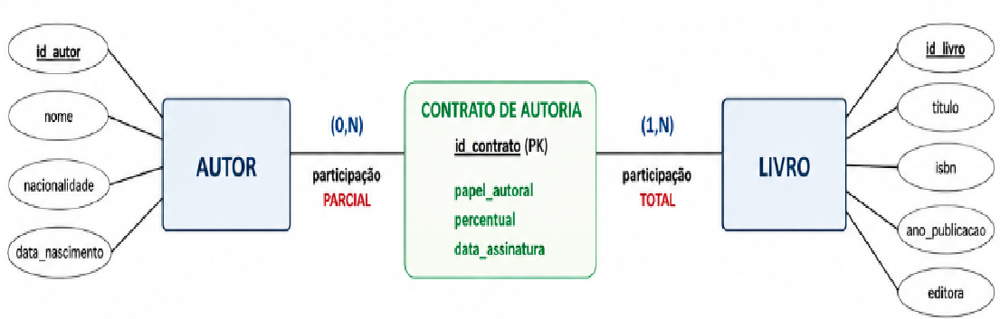 id_autor
nome
nacionalidade
data_nascimento
AUTOR
(0,N)
participação
PARCIAL
CONTRATO DE AUTORIA
id_contrato (PK)
papel_autoral
percentual
data_assinatura
(1,N)
participação
TOTAL
LIVRO
id_livro
titulo
isbn
ano_publicacao
editora